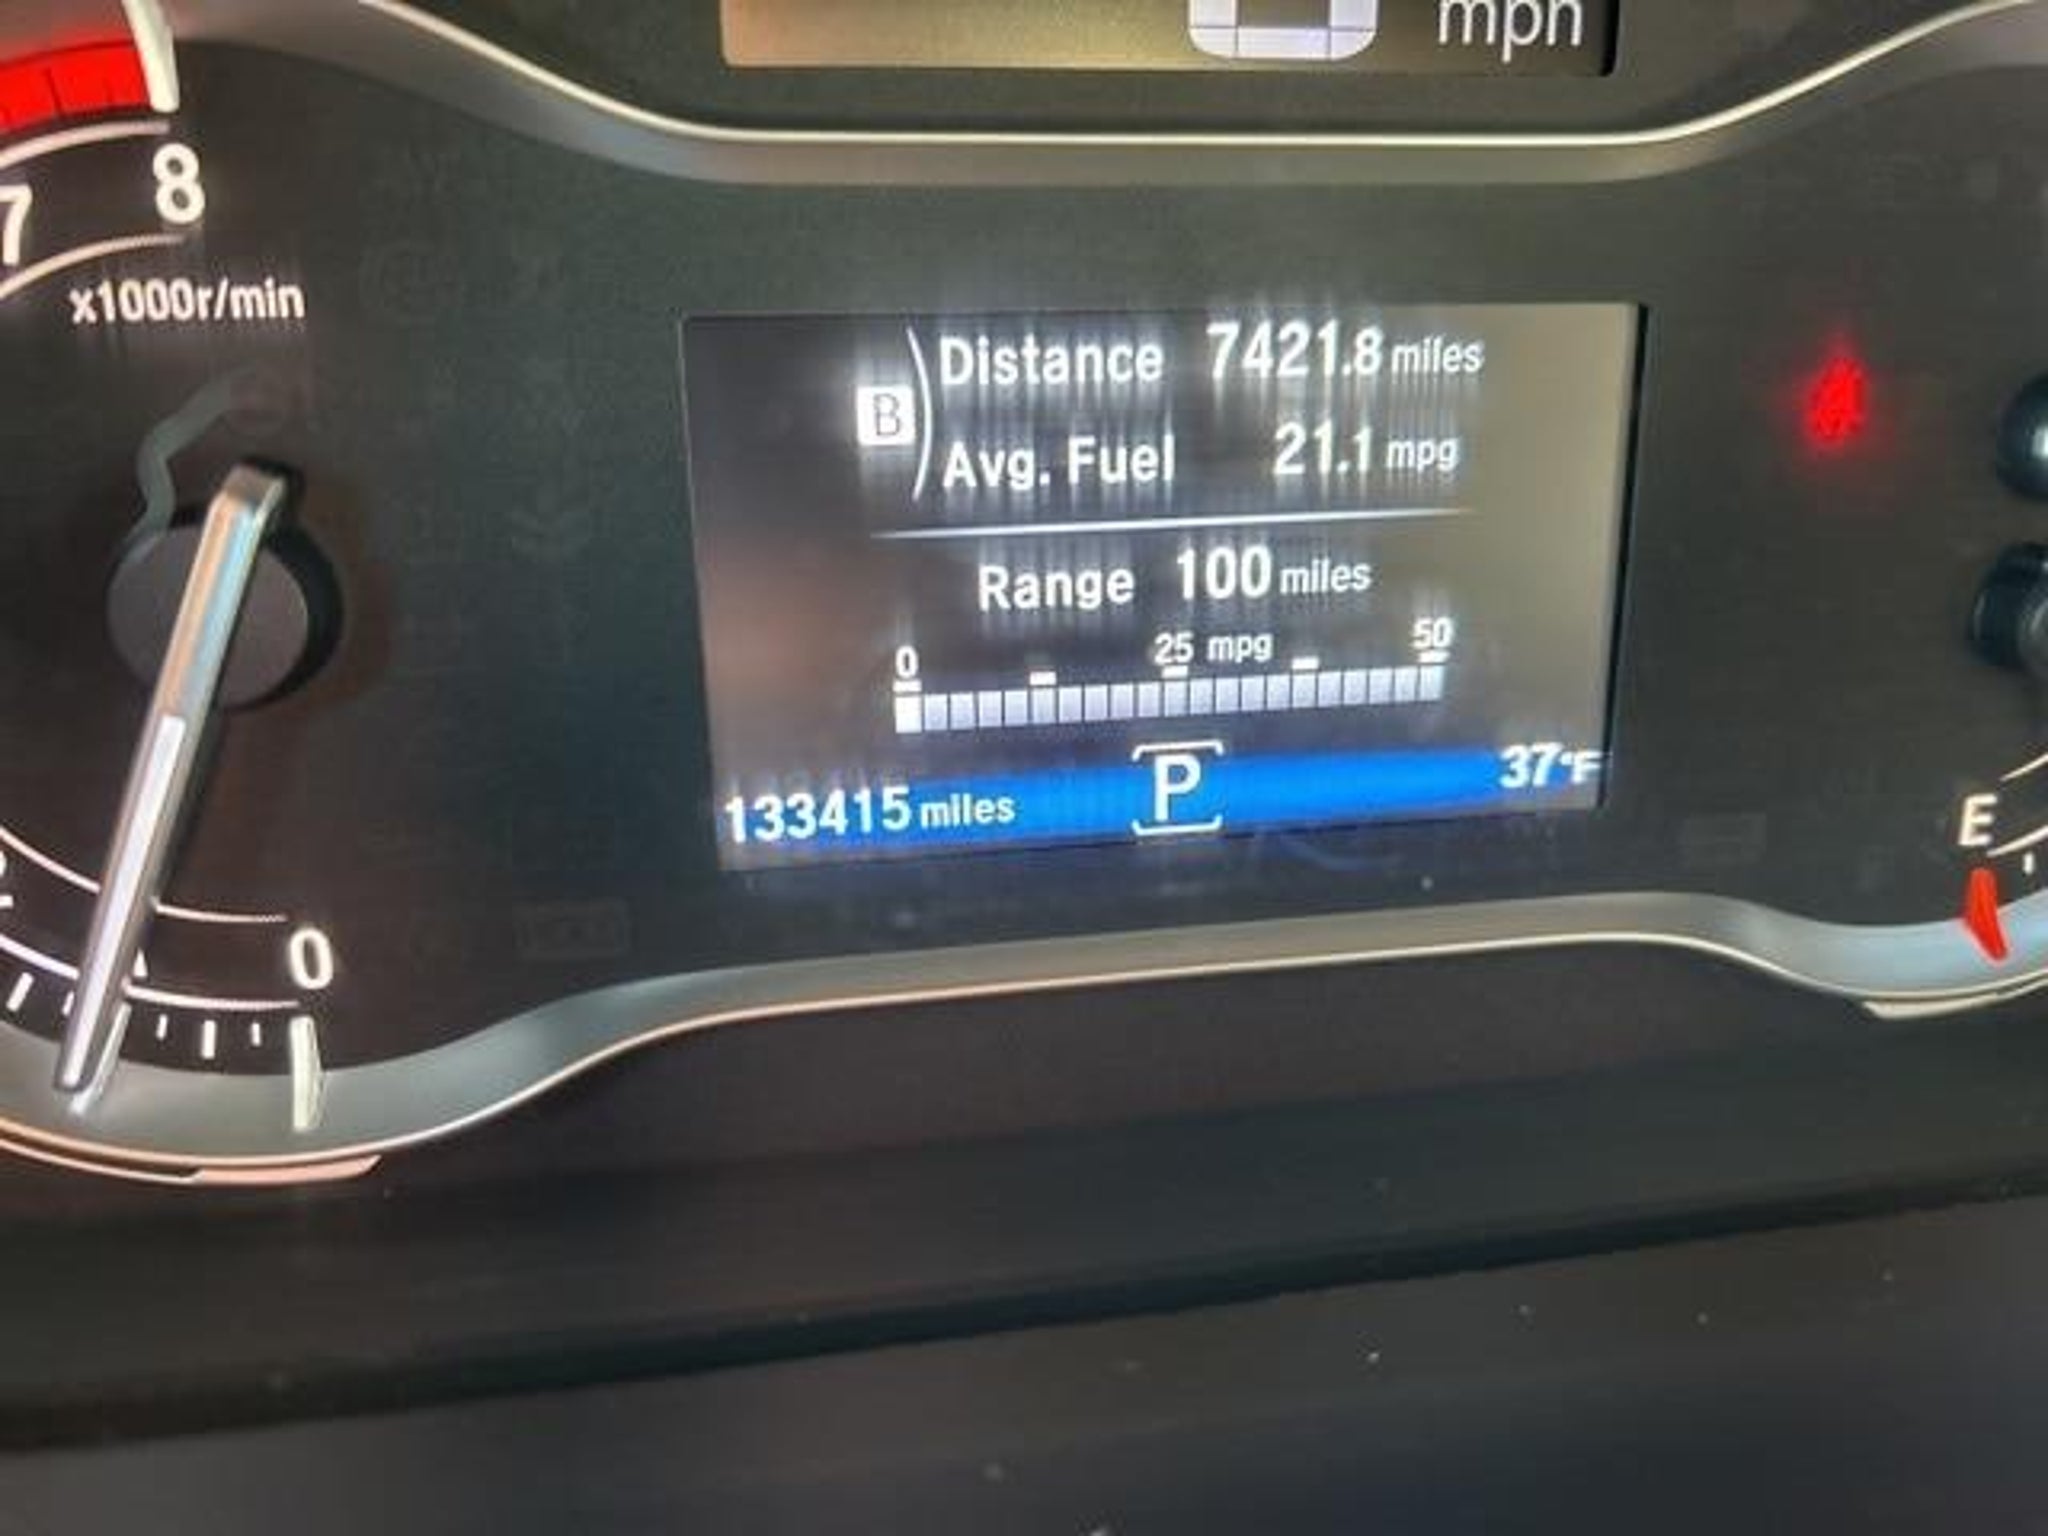 0 mph
7
8
x1000r/min
B
Distance 7421.8 miles
Avg. Fuel 21.1 mpg
Range 100 miles
0 25 mpg 50
133415 miles P 37°F
E
0